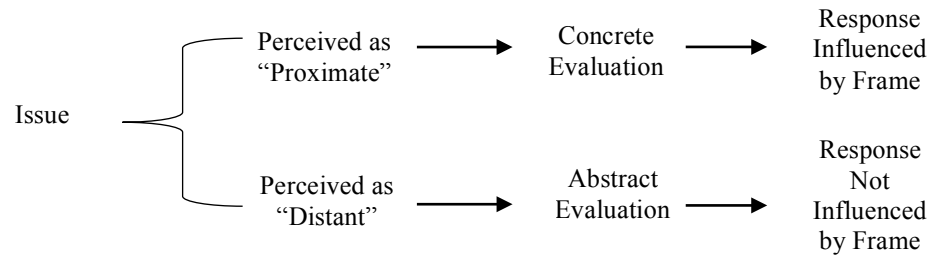 Issue
Perceived as
“Proximate”
Concrete
Evaluation
Response
Influenced
by Frame
Perceived as
“Distant”
Abstract
Evaluation
Response
Not
Influenced
by Frame